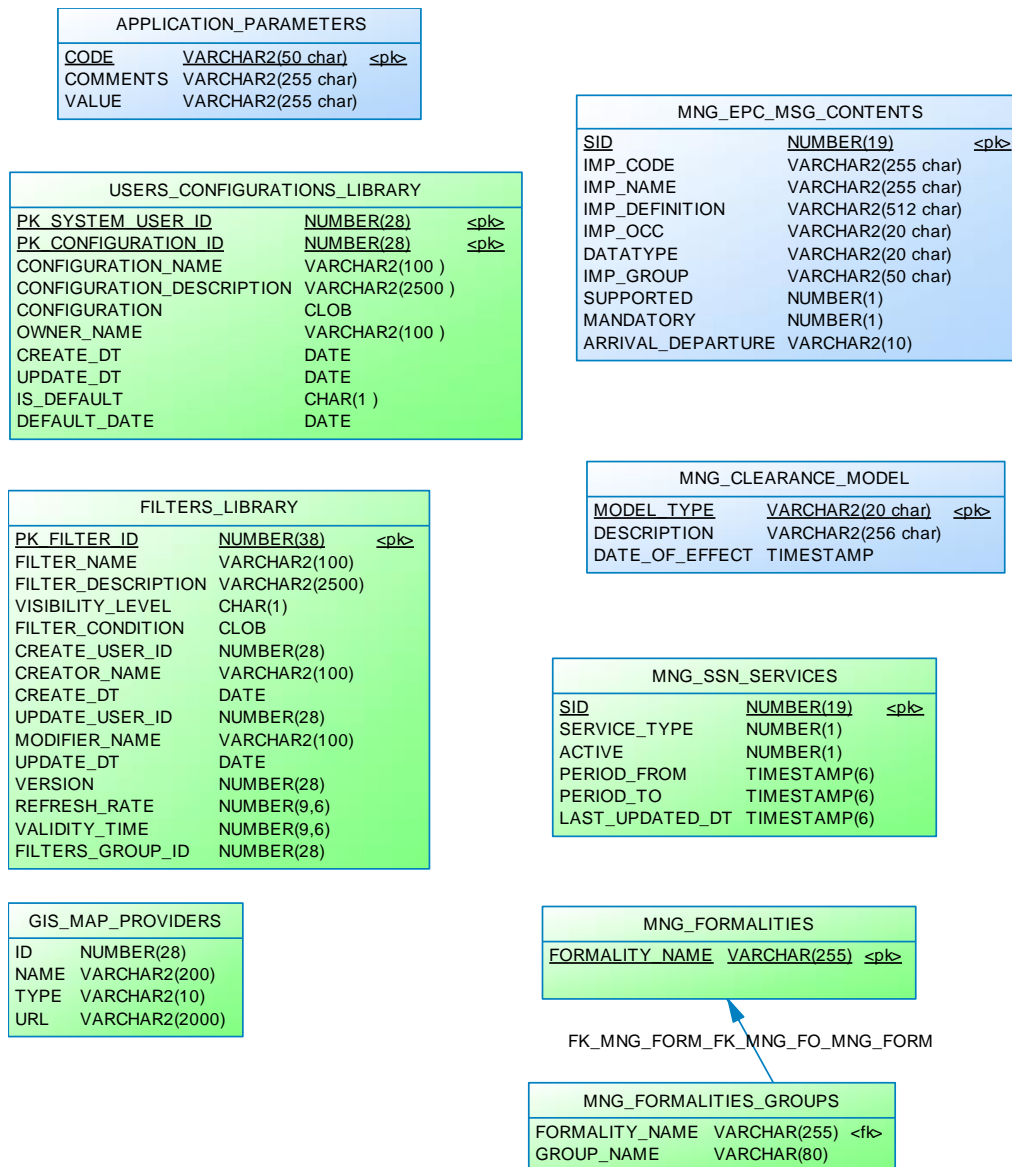 APPLICATION_PARAMETERS
CODE VARCHAR2(50 char) <pk>
COMMENTS VARCHAR2(255 char)
VALUE VARCHAR2(255 char)
MNG_EPC_MSG_CONTENTS
SID NUMBER(19) <pk>
IMP_CODE VARCHAR2(255 char)
IMP_NAME VARCHAR2(255 char)
IMP_DEFINITION VARCHAR2(512 char)
IMP_OCC VARCHAR2(20 char)
DATATYPE VARCHAR2(20 char)
IMP_GROUP VARCHAR2(50 char)
SUPPORTED NUMBER(1)
MANDATORY NUMBER(1)
ARRIVAL_DEPARTURE VARCHAR2(10)
USERS_CONFIGURATIONS_LIBRARY
PK_SYSTEM_USER_ID NUMBER(28) <pk>
PK_CONFIGURATION_ID NUMBER(28) <pk>
CONFIGURATION_NAME VARCHAR2(100 )
CONFIGURATION_DESCRIPTION VARCHAR2(2500 )
CONFIGURATION CLOB
OWNER_NAME VARCHAR2(100 )
CREATE_DT DATE
UPDATE_DT DATE
IS_DEFAULT CHAR(1 )
DEFAULT_DATE DATE
MNG_CLEARANCE_MODEL
MODEL_TYPE VARCHAR2(20 char) <pk>
DESCRIPTION VARCHAR2(256 char)
DATE_OF_EFFECT TIMESTAMP
FILTERS_LIBRARY
PK_FILTER_ID NUMBER(38) <pk>
FILTER_NAME VARCHAR2(100)
FILTER_DESCRIPTION VARCHAR2(2500)
VISIBILITY_LEVEL CHAR(1)
FILTER_CONDITION CLOB
CREATE_USER_ID NUMBER(28)
CREATOR_NAME VARCHAR2(100)
CREATE_DT DATE
UPDATE_USER_ID NUMBER(28)
MODIFIER_NAME VARCHAR2(100)
UPDATE_DT DATE
VERSION NUMBER(28)
REFRESH_RATE NUMBER(9,6)
VALIDITY_TIME NUMBER(9,6)
FILTERS_GROUP_ID NUMBER(28)
MNG_SSN_SERVICES
SID NUMBER(19) <pk>
SERVICE_TYPE NUMBER(1)
ACTIVE NUMBER(1)
PERIOD_FROM TIMESTAMP(6)
PERIOD_TO TIMESTAMP(6)
LAST_UPDATED_DT TIMESTAMP(6)
GIS_MAP_PROVIDERS
ID NUMBER(28)
NAME VARCHAR2(200)
TYPE VARCHAR2(10)
URL VARCHAR2(2000)
MNG_FORMALITIES
FORMALITY_NAME VARCHAR(255) <pk>
FK_MNG_FORM_FK_MNG_FO_MNG_FORM
MNG_FORMALITIES_GROUPS
FORMALITY_NAME VARCHAR(255) <fk>
GROUP_NAME VARCHAR(80)